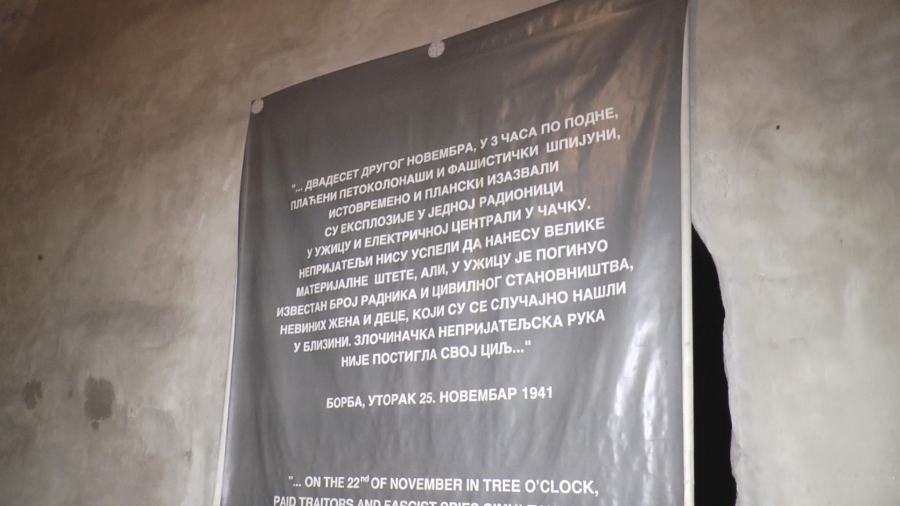 "... ДВАДЕСЕТ ДРУГОГ НОВЕМБРА, У 3 ЧАСА ПО ПОДНЕ,
ПЛАЋЕНИ ПЕТОКОЛОНАШИ И ФАШИСТИЧКИ ШПИЈУНИ,
ИСТОВРЕМЕНО И ПЛАНСКИ ИЗАЗВАЛИ
СУ ЕКСПЛОЗИЈЕ У ЈЕДНОЈ РАДИОНИЦИ
У УЖИЦУ И ЕЛЕКТРИЧНОЈ ЦЕНТРАЛИ У ЧАЧКУ.
НЕПРИЈАТЕЉИ НИСУ УСПЕЛИ ДА НАНЕСУ ВЕЛИКЕ
МАТЕРИЈАЛНЕ ШТЕТЕ, АЛИ, У УЖИЦУ ЈЕ ПОГИНУО
ИЗВЕСТАН БРОЈ РАДНИКА И ЦИВИЛНОГ СТАНОВНИШТВА,
НЕВИНИХ ЖЕНА И ДЕЦЕ, КОЈИ СУ СЕ СЛУЧАЈНО НАШЛИ
У БЛИЗИНИ. ЗЛОЧИНАЧКА НЕПРИЈАТЕЉСКА РУКА
НИЈЕ ПОСТИГЛА СВОЈ ЦИЉ..."
БОРБА, УТОРАК 25. НОВЕМБАР 1941
"... ON THE 22nd OF NOVEMBER IN TREE O'CLOCK,
PAID TRAITORS AND FASCIST SPIES